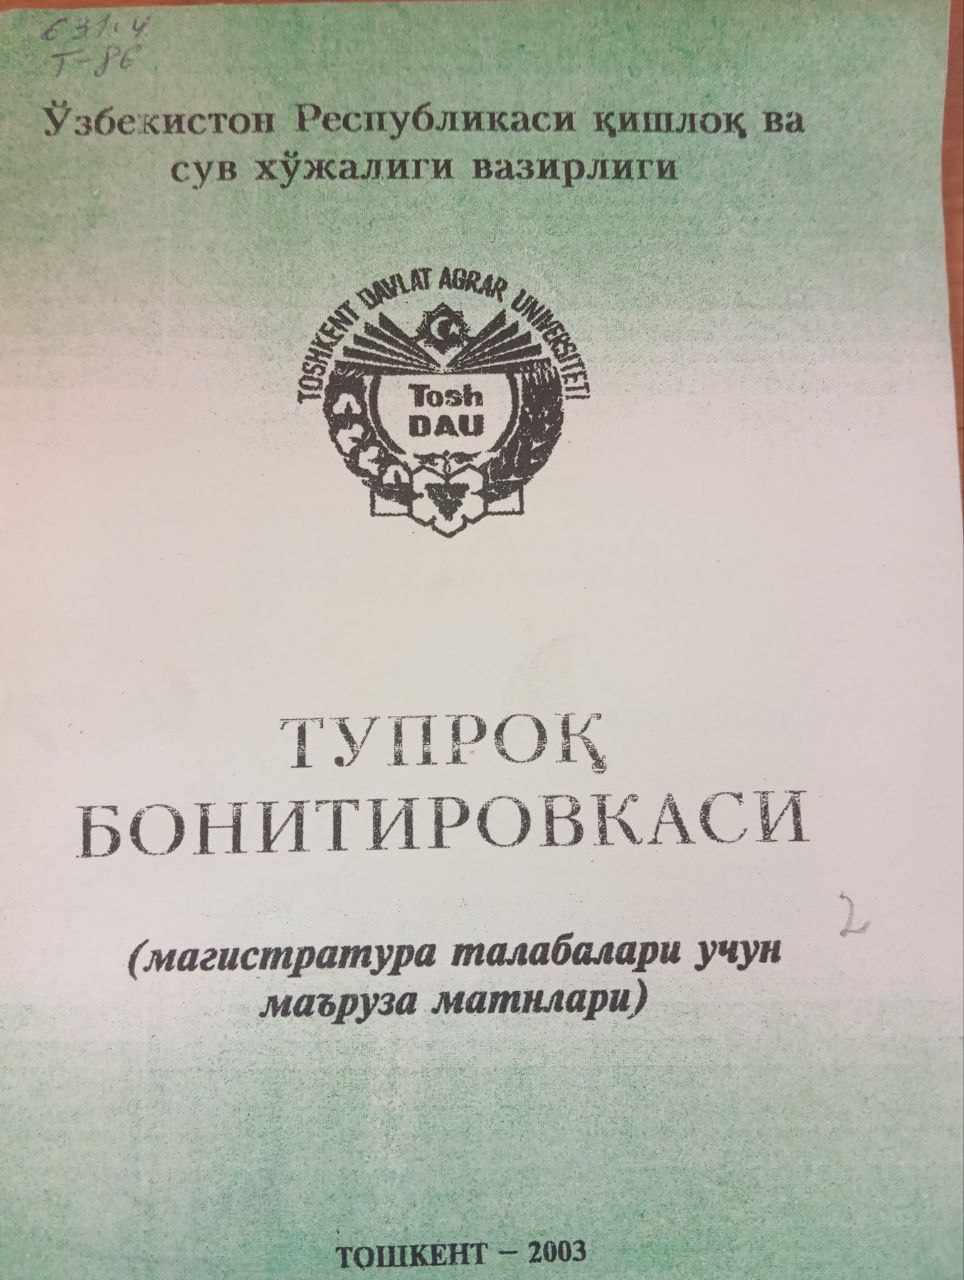 631.4
Т-86
Ўзбекистон Республикаси қишлоқ ва
сув хўжалиги вазирлиги
TOSHKENT DAVLAT AGRAR UNIVERSITETI
Tosh
DAU
ТУПРОҚ
БОНИТИРОВКАСИ
2
(магистратура талабалари учун
маъруза матнлари)
ТОШКЕНТ – 2003